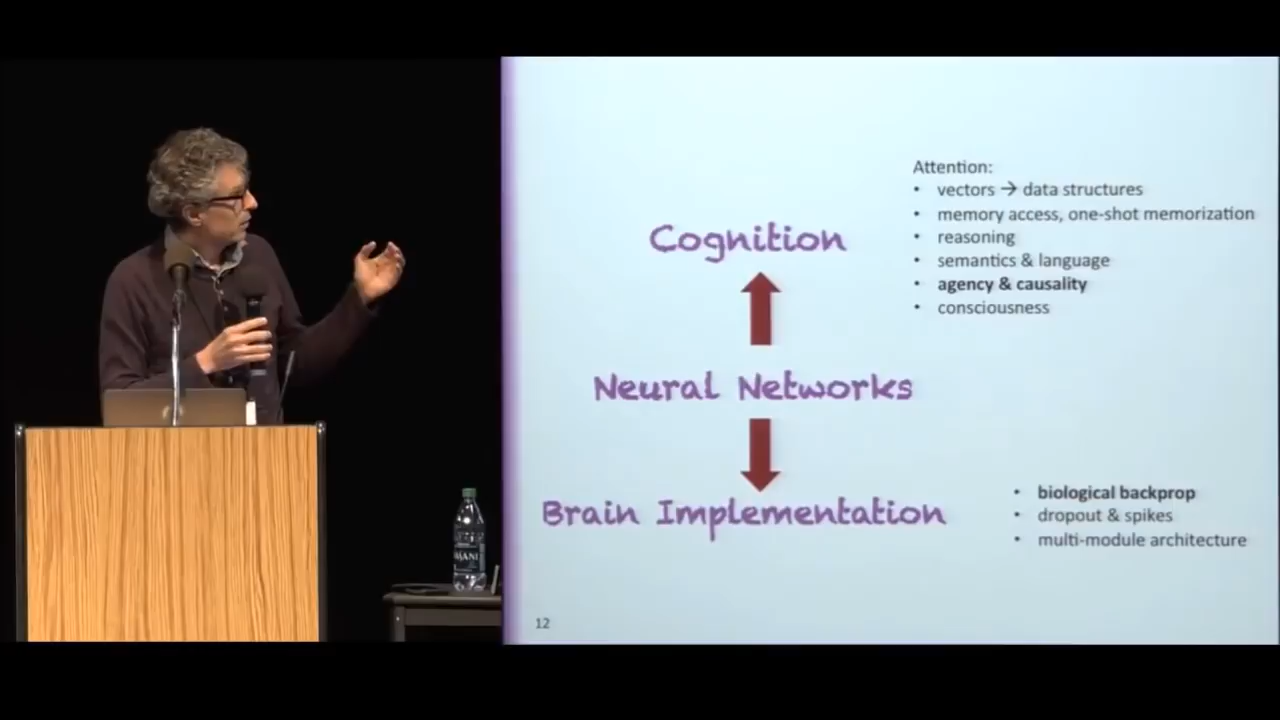 Attention:
• vectors → data structures
• memory access, one-shot memorization
• reasoning
• semantics & language
• agency & causality
• consciousness
Cognition
Neural Networks
Brain Implementation
• biological backprop
• dropout & spikes
• multi-module architecture
12